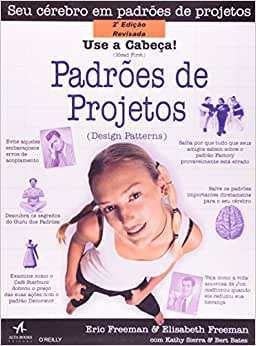 Seu cérebro em padrões de projetos
2ª Edição
Revisada
Use a Cabeça!
(Head First)
Padrões de
Projetos
(Design Patterns)
Evite aqueles
embaraçosos
erros de
acoplamento
Saiba por que tudo que seus
amigos sabem sobre o
padrão Factory
provavelmente está errado
Descubra os segredos
do Guru dos Padrões
Salve os padrões
importantes diretamente
para o seu cérebro
Examine como o
Café Starbuzz
dobrou o preço
das suas ações com o
padrão Decorator
Veja como a vida
amorosa de Jim
melhorou quando
ele reduziu sua
herança
ALTA BOOKS
EDITORA
O'REILLY
Eric Freeman & Elisabeth Freeman
com Kathy Sierra & Bert Bates